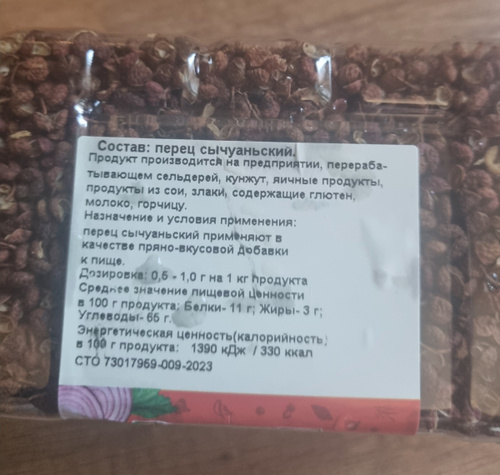 Состав: перец сычуаньский.
Продукт производится на предприятии, перераба-
тывающем сельдерей, кунжут, яичные продукты,
продукты из сои, злаки, содержащие глютен,
молоко, горчицу.
Назначение и условия применения:
перец сычуаньский применяют в
качестве пряно-вкусовой добавки
к пище.
Дозировка: 0,5 - 1,0 г на 1 кг продукта
Среднее значение пищевой ценности
в 100 г продукта: Белки- 11 г; Жиры- 3 г;
Углеводы- 65 г.
Энергетическая ценность(калорийность)
в 100 г продукта: 1390 кДж / 330 ккал
СТО 73017969-009-2023